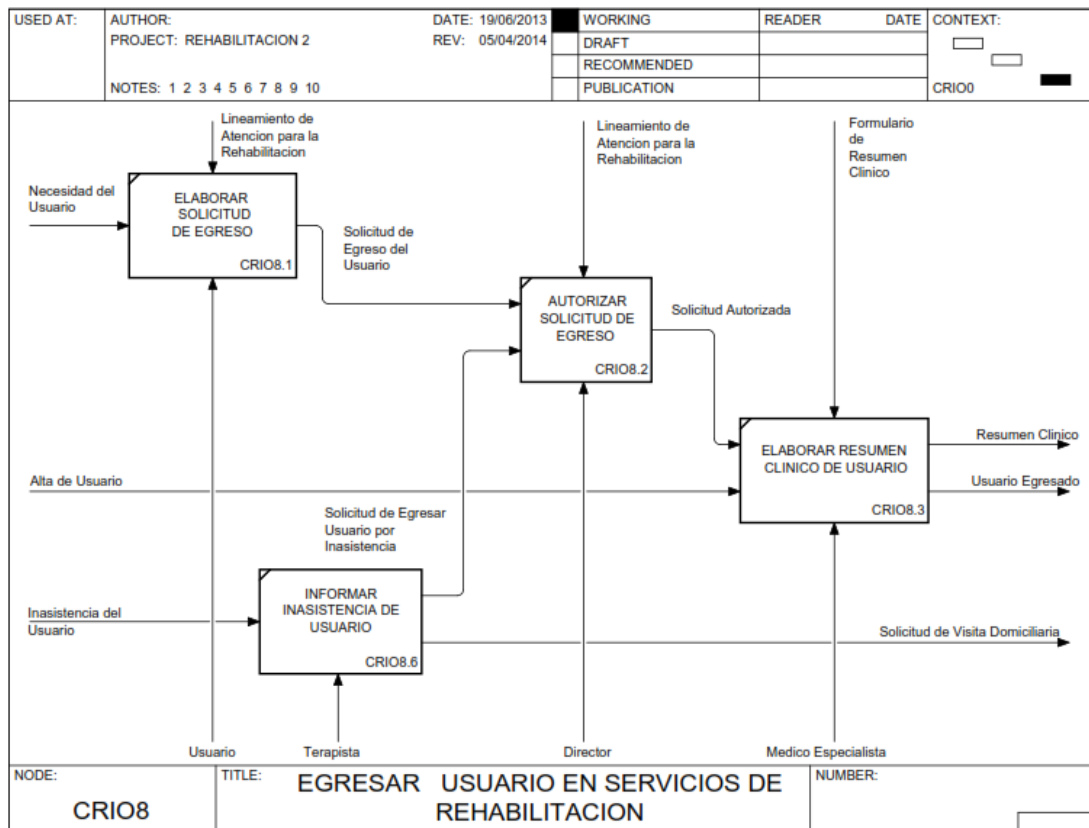 USED AT:
AUTHOR:
DATE: 19/06/2013
PROJECT: REHABILITACION 2
REV: 05/04/2014
NOTES: 1 2 3 4 5 6 7 8 9 10
WORKING
DRAFT
RECOMMENDED
PUBLICATION
READER
DATE
CONTEXT:
CRIO0
Lineamiento de
Atencion para la
Rehabilitacion
Lineamiento de
Atencion para la
Rehabilitacion
Formulario
de
Resumen
Clinico
Necesidad del
Usuario
ELABORAR
SOLICITUD
DE EGRESO
CRIO8.1
Solicitud de
Egreso del
Usuario
AUTORIZAR
SOLICITUD DE
EGRESO
CRIO8.2
Solicitud Autorizada
ELABORAR RESUMEN
CLINICO DE USUARIO
CRIO8.3
Resumen Clinico
Usuario Egresado
Alta de Usuario
Solicitud de Egresar
Usuario por
Inasistencia
INFORMAR
INASISTENCIA DE
USUARIO
CRIO8.6
Inasistencia del
Usuario
Solicitud de Visita Domiciliaria
Usuario
Terapista
Director
Medico Especialista
NODE:
CRIO8
TITLE:
EGRESAR USUARIO EN SERVICIOS DE
REHABILITACION
NUMBER: